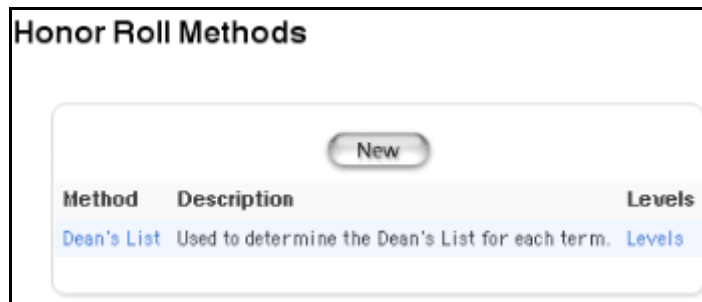 Honor Roll Methods
New
Method Description Levels
Dean's List Used to determine the Dean's List for each term. Levels